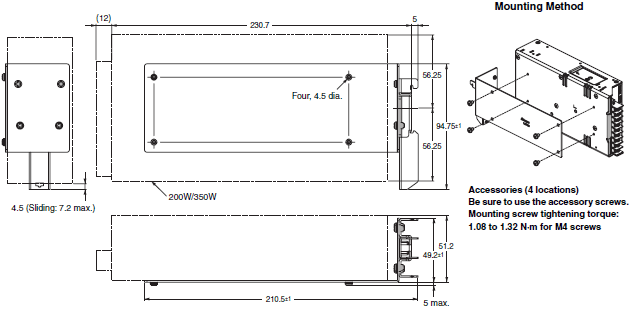 Mounting Method
(12)
230.7
5
56.25
Four, 4.5 dia.
94.75±1
56.25
200W/350W
4.5 (Sliding: 7.2 max.)
Accessories (4 locations)
Be sure to use the accessory screws.
Mounting screw tightening torque:
1.08 to 1.32 N·m for M4 screws
51.2
49.2±1
210.5±1
5 max.